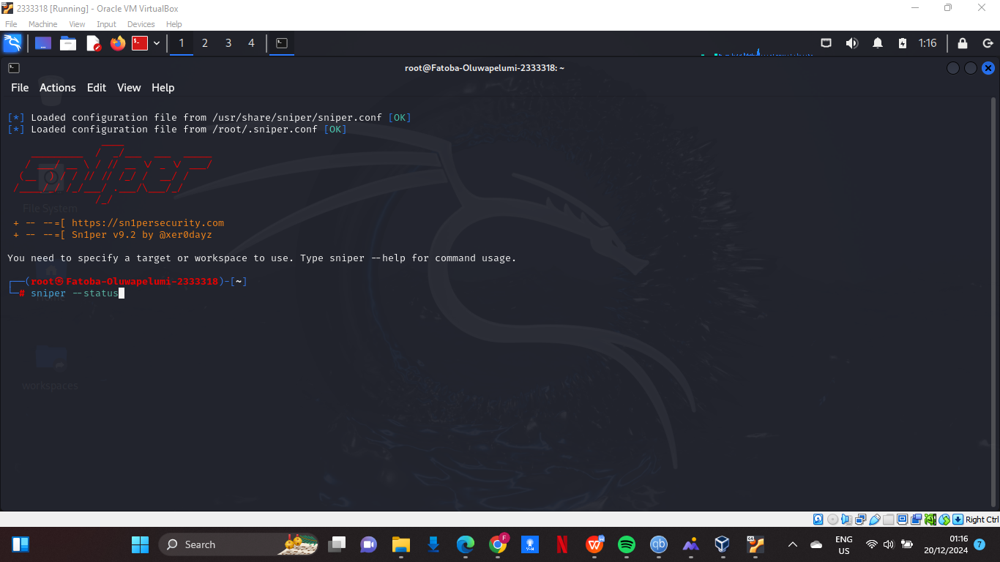 2333318 [Running] - Oracle VM VirtualBox
File Machine View Input Devices Help
1 2 3 4 1:16
root@Fatoba-Oluwapelumi-2333318: ~
File Actions Edit View Help
[*] Loaded configuration file from /usr/share/sniper/sniper.conf [OK]
[*] Loaded configuration file from /root/.sniper.conf [OK]
+ -- --=[ https://sn1persecurity.com
+ -- --=[ Sn1per v9.2 by @xer0dayz
You need to specify a target or workspace to use. Type sniper --help for command usage.
┌──(root㉿Fatoba-Oluwapelumi-2333318)-[~]
└─# sniper --status
File System
Home
workspaces
Right Ctrl
Search
ENG
US
01:16
20/12/2024
7